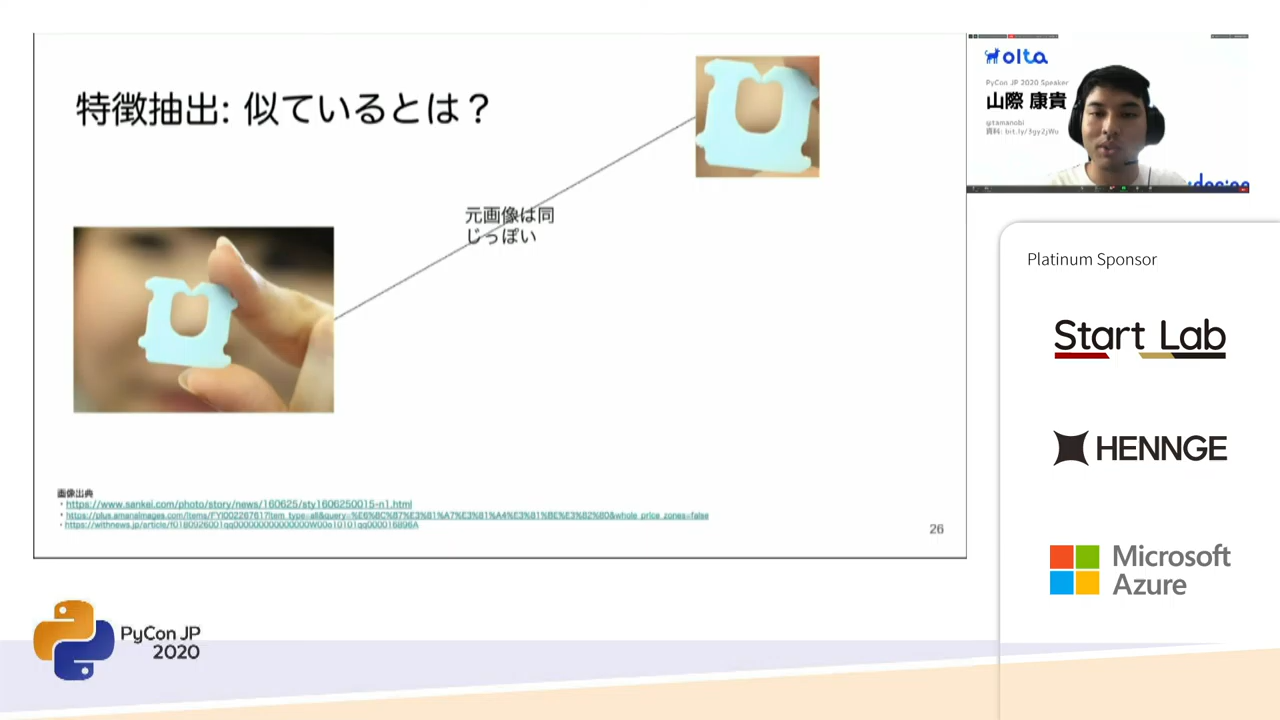 特徴抽出: 似ているとは？
元画像は同
じっぽい
画像出典
https://www.sankei.com/photo/story/news/160625/sty1606250015-n1.html
26
olta
PyCon JP 2020 Speaker
山際 康貴
@tamanobi
資料: bit.ly/3gy2jWu
Platinum Sponsor
Start Lab
HENNGE
Microsoft
Azure
PyCon JP
2020